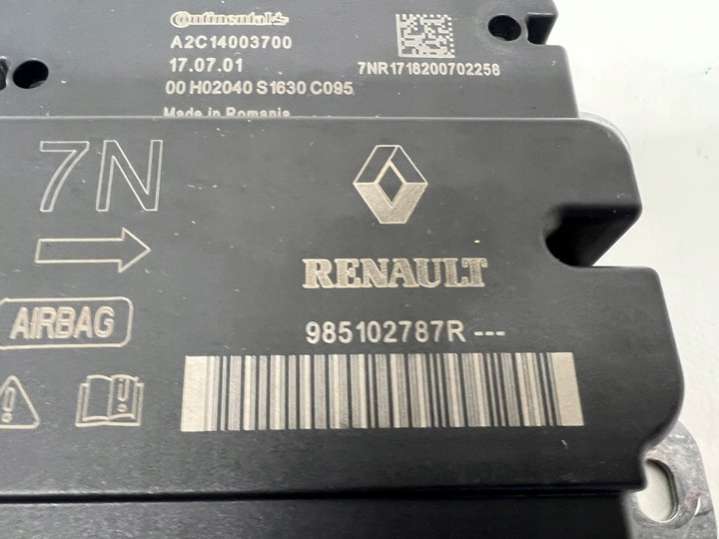 Continental
A2C14003700
17.07.01
00 H02040 S1630 C095
Made in Romania
7NR1718200702258
7N
RENAULT
AIRBAG
985102787R ---